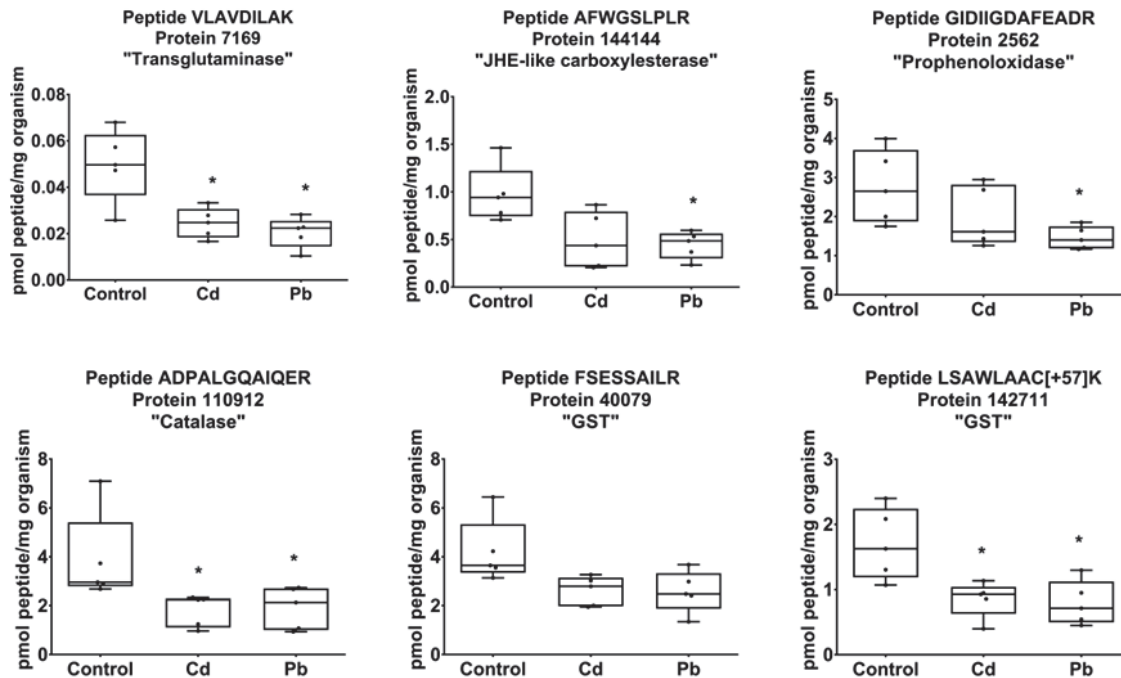 Peptide VLAVDILAK
Protein 7169
"Transglutaminase"
pmol peptide/mg organism
0.08
0.06
0.04
0.02
0.00
*
*
Control
Cd
Pb
Peptide AFWGSLPLR
Protein 144144
"JHE-like carboxylesterase"
pmol peptide/mg organism
2.0
1.5
1.0
0.5
0.0
*
Control
Cd
Pb
Peptide GIDIIGDAFEADR
Protein 2562
"Prophenoloxidase"
pmol peptide/mg organism
5
4
3
2
1
0
*
Control
Cd
Pb
Peptide ADPALGQAIQER
Protein 110912
"Catalase"
pmol peptide/mg organism
8
6
4
2
0
*
*
Control
Cd
Pb
Peptide FSESSAILR
Protein 40079
"GST"
pmol peptide/mg organism
8
6
4
2
0
Control
Cd
Pb
Peptide LSAWLAAC[+57]K
Protein 142711
"GST"
pmol peptide/mg organism
3
2
1
0
*
*
Control
Cd
Pb